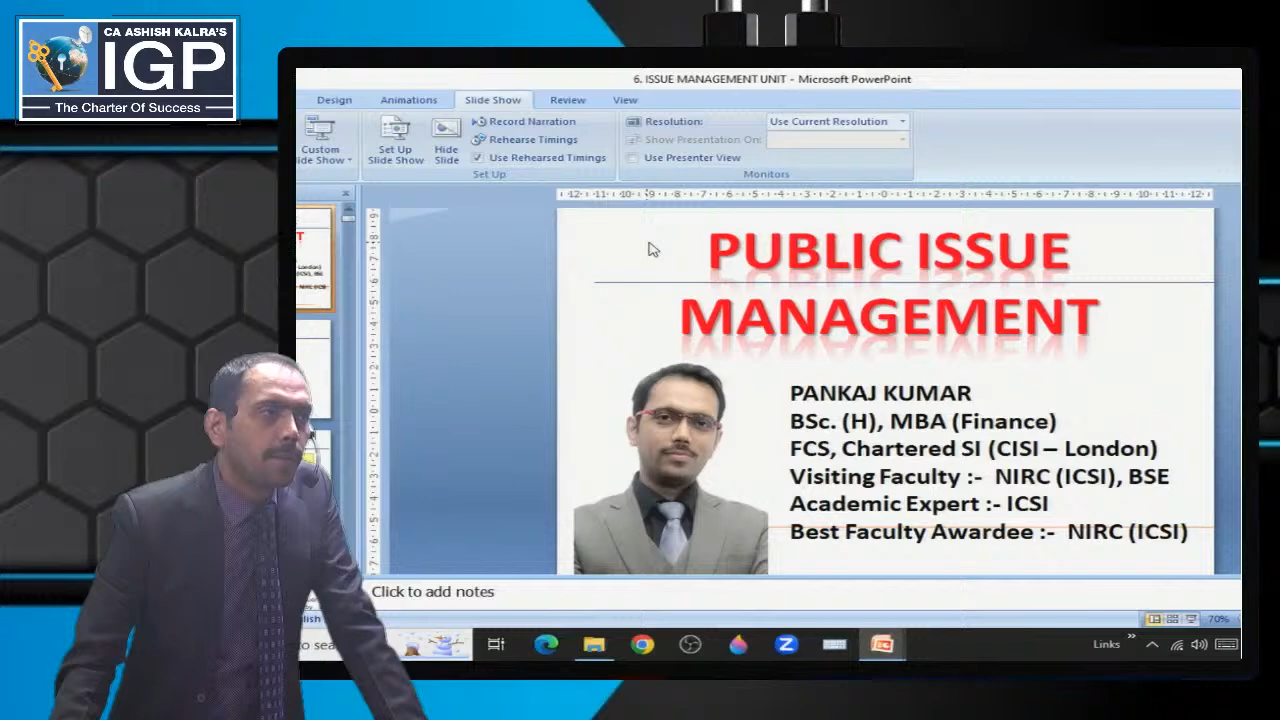 CA ASHISH KALRA'S
IGP
The Charter Of Success
6. ISSUE MANAGEMENT UNIT - Microsoft PowerPoint
Design Animations Slide Show Review View
Custom
Set Up
Slide Show
Hide
Slide
Record Narration
Rehearse Timings
Use Rehearsed Timings
Set Up
Resolution: Use Current Resolution
Show Presentation On:
Use Presenter View
Monitors
PUBLIC ISSUE
MANAGEMENT
PANKAJ KUMAR
BSc. (H), MBA (Finance)
FCS, Chartered SI (CISI – London)
Visiting Faculty :- NIRC (ICSI), BSE
Academic Expert :- ICSI
Best Faculty Awardee :- NIRC (ICSI)
Click to add notes
70%
Links